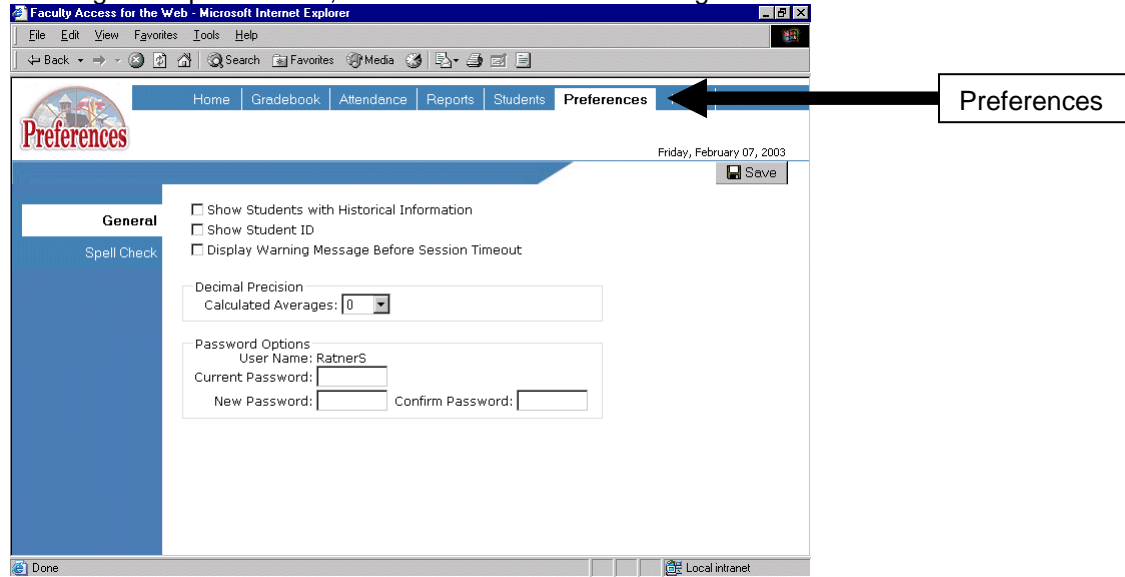 Faculty Access for the Web - Microsoft Internet Explorer
File Edit View Favorites Tools Help
Back Search Favorites Media
Home Gradebook Attendance Reports Students Preferences
Preferences
Preferences
Friday, February 07, 2003
Save
General
Spell Check
Show Students with Historical Information
Show Student ID
Display Warning Message Before Session Timeout
Decimal Precision
Calculated Averages: 0
Password Options
User Name: RatnerS
Current Password:
New Password: Confirm Password:
Done Local intranet